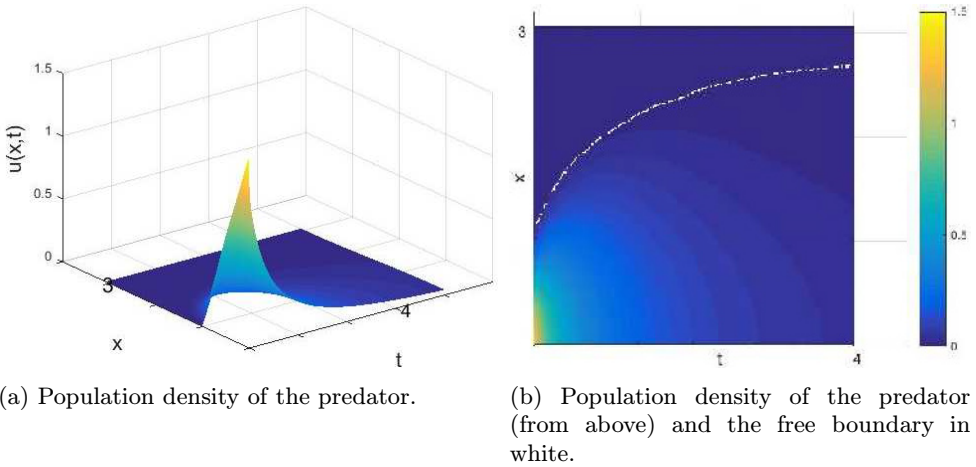 1.5
1
0.5
0
u(x,t)
3
x
4
t
3
x
t
4
1.5
1
0.5
0
(a) Population density of the predator.
(b) Population density of the predator
(from above) and the free boundary in
white.